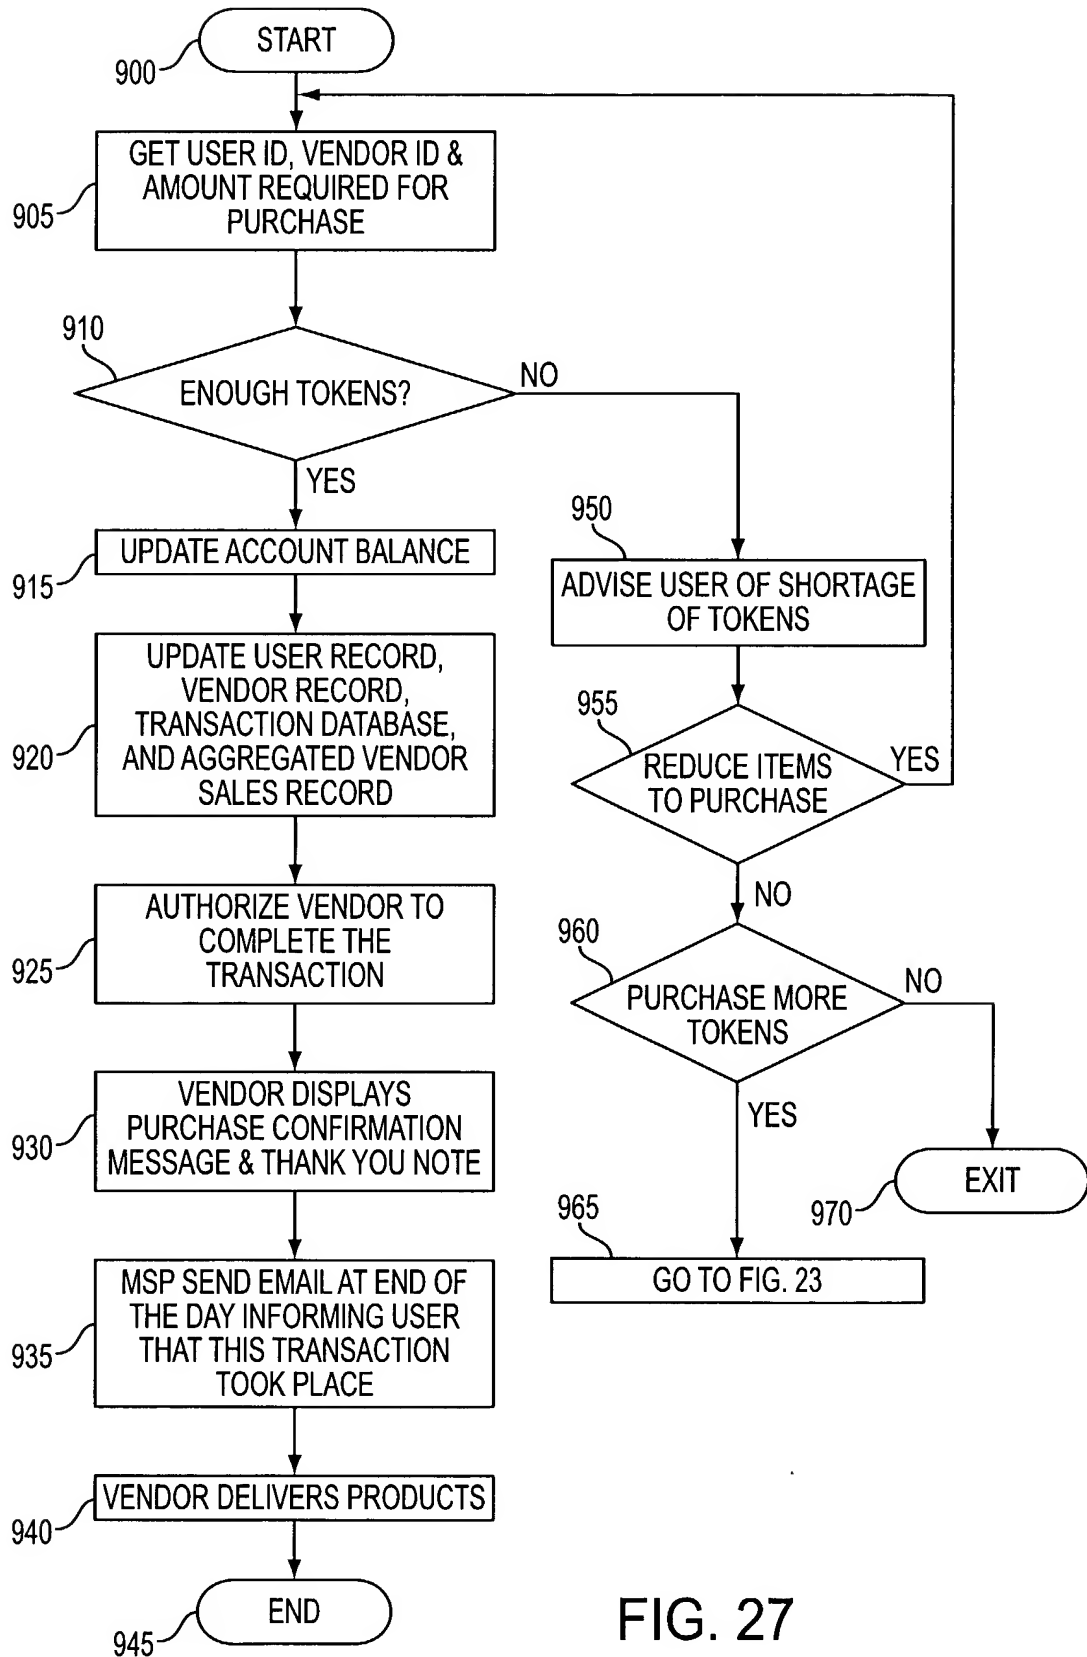 START
900
GET USER ID, VENDOR ID &
AMOUNT REQUIRED FOR
PURCHASE
905
910
ENOUGH TOKENS?
NO
YES
UPDATE ACCOUNT BALANCE
915
UPDATE USER RECORD,
VENDOR RECORD,
TRANSACTION DATABASE,
AND AGGREGATED VENDOR
SALES RECORD
920
AUTHORIZE VENDOR TO
COMPLETE THE
TRANSACTION
925
VENDOR DISPLAYS
PURCHASE CONFIRMATION
MESSAGE & THANK YOU NOTE
930
MSP SEND EMAIL AT END OF
THE DAY INFORMING USER
THAT THIS TRANSACTION
TOOK PLACE
935
VENDOR DELIVERS PRODUCTS
940
END
945
950
ADVISE USER OF SHORTAGE
OF TOKENS
955
REDUCE ITEMS
TO PURCHASE
YES
NO
960
PURCHASE MORE
TOKENS
NO
YES
EXIT
970
965
GO TO FIG. 23
FIG. 27